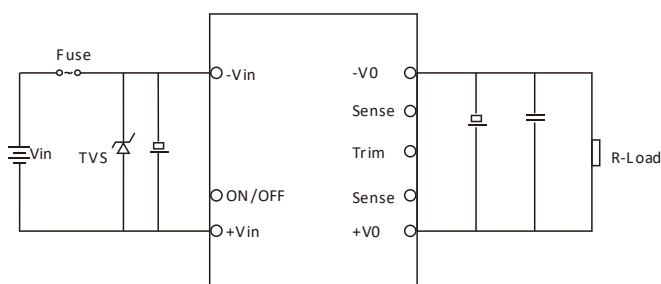 Fuse
-Vin
-V0
Sense
Vin
TVS
Trim
R-Load
ON/OFF
Sense
+Vin
+V0